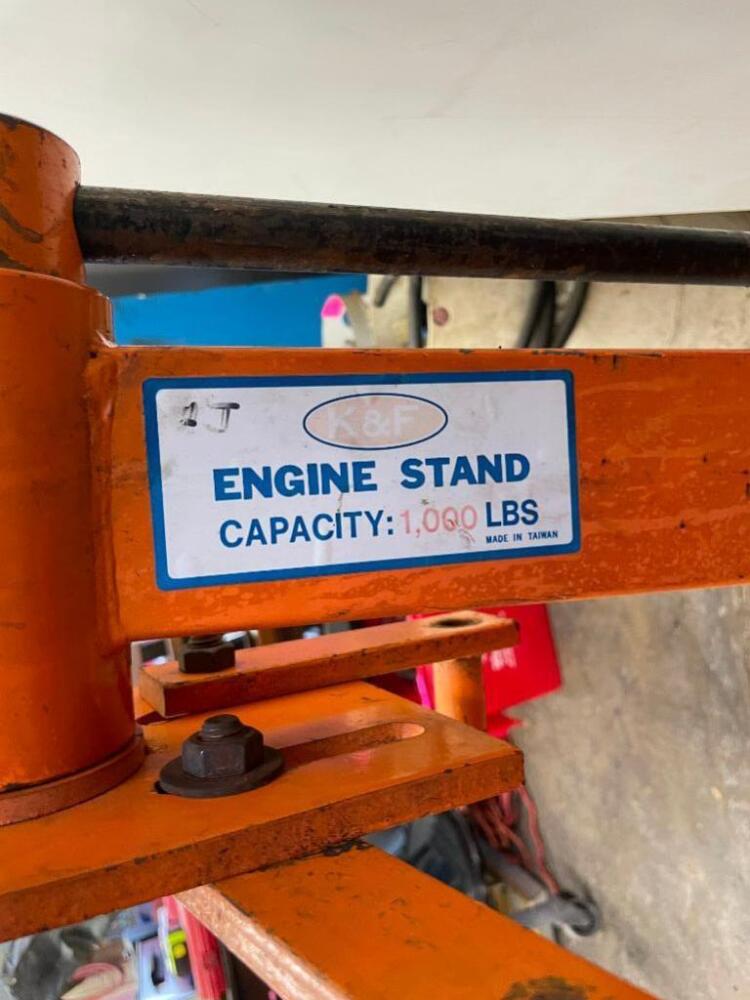 K&F
ENGINE STAND
CAPACITY: 1,000 LBS
MADE IN TAIWAN